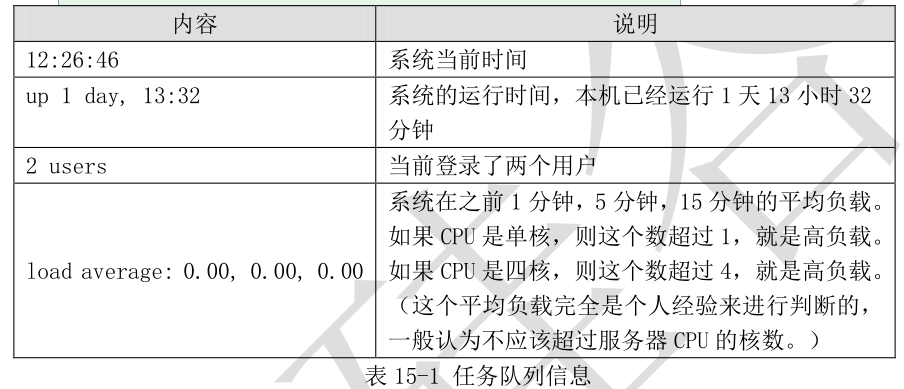 内容 说明
12:26:46 系统当前时间
up 1 day, 13:32 系统的运行时间，本机已经运行 1 天 13 小时 32
分钟
2 users 当前登录了两个用户
load average: 0.00, 0.00, 0.00 系统在之前 1 分钟，5 分钟，15 分钟的平均负载。
如果 CPU 是单核，则这个数超过 1，就是高负载。
如果 CPU 是四核，则这个数超过 4，就是高负载。
（这个平均负载完全是个人经验来进行判断的，
一般认为不应该超过服务器 CPU 的核数。）
表 15-1 任务队列信息